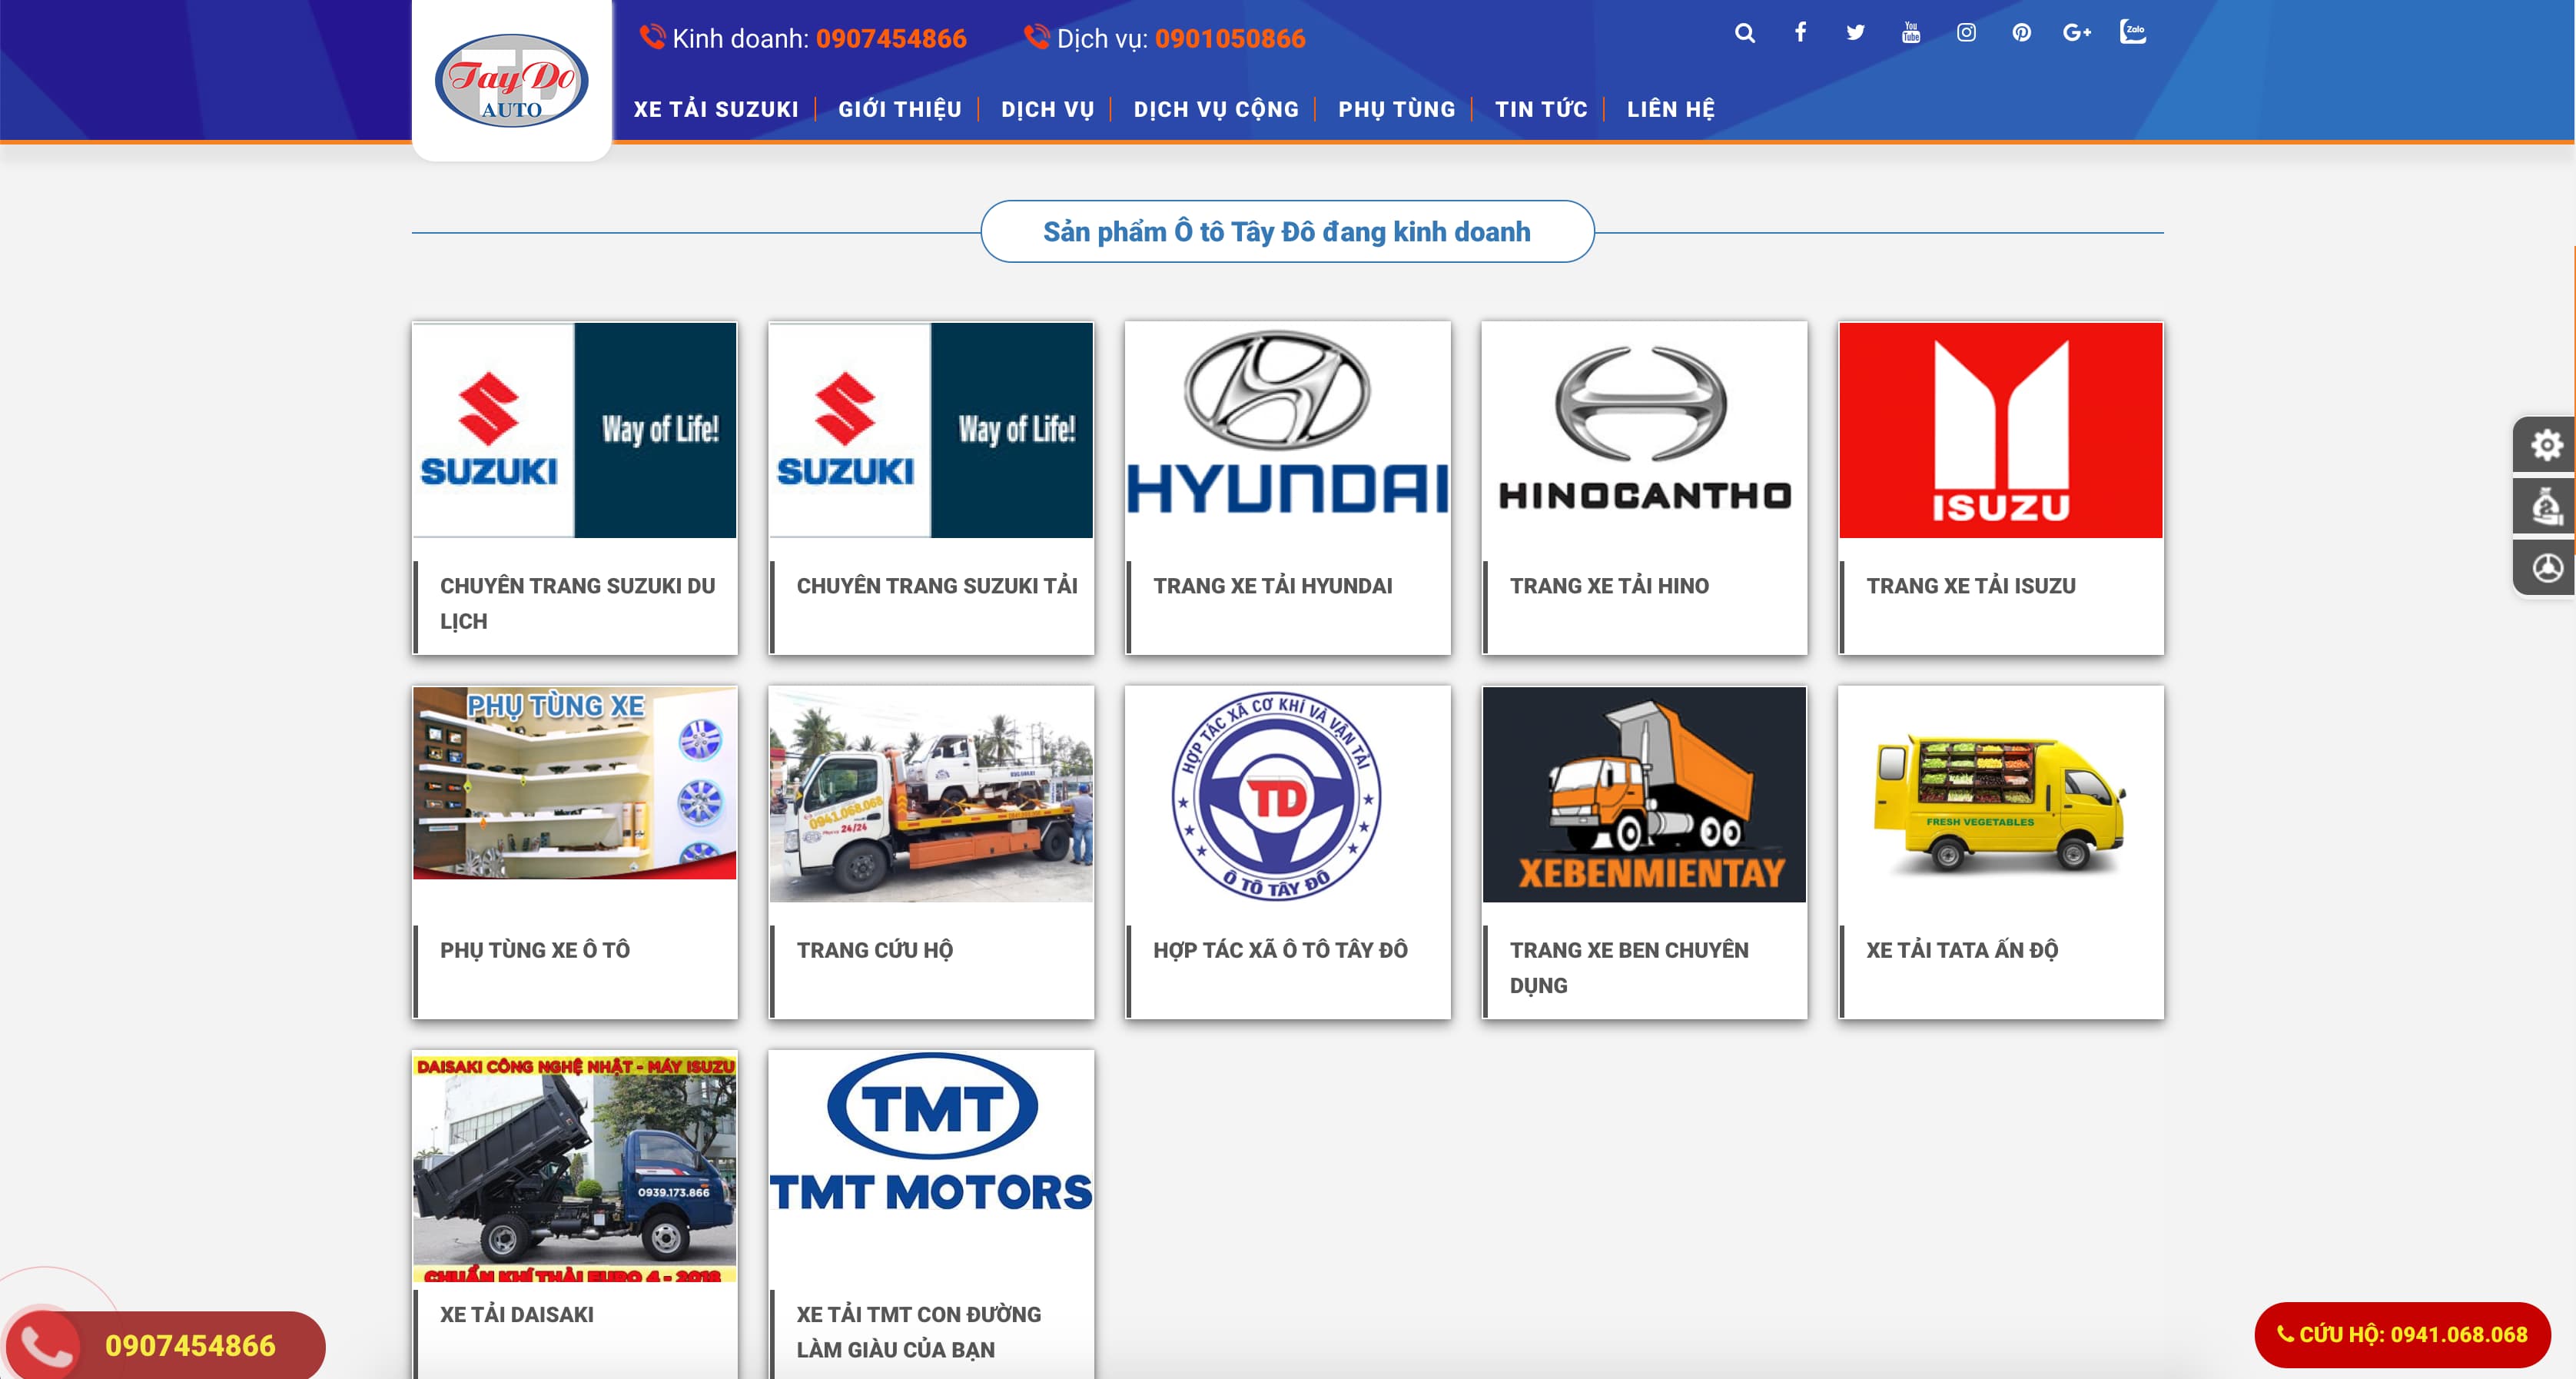 Tay Do
AUTO
Kinh doanh: 0907454866
Dịch vụ: 0901050866
You
Tube
G+
Zalo
XE TẢI SUZUKI
GIỚI THIỆU
DỊCH VỤ
DỊCH VỤ CỘNG
PHỤ TÙNG
TIN TỨC
LIÊN HỆ
Sản phẩm Ô tô Tây Đô đang kinh doanh
SUZUKI
Way of Life!
SUZUKI
Way of Life!
HYUNDAI
HINOCANTHO
ISUZU
CHUYÊN TRANG SUZUKI DU
LỊCH
CHUYÊN TRANG SUZUKI TẢI
TRANG XE TẢI HYUNDAI
TRANG XE TẢI HINO
TRANG XE TẢI ISUZU
PHỤ TÙNG XE
0941.068.068
24/24
HỢP TÁC XÃ CƠ KHÍ VÀ VẬN TẢI
TD
Ô TÔ TÂY ĐÔ
XEBENMIENTAY
FRESH VEGETABLES
PHỤ TÙNG XE Ô TÔ
TRANG CỨU HỘ
HỢP TÁC XÃ Ô TÔ TÂY ĐÔ
TRANG XE BEN CHUYÊN
DỤNG
XE TẢI TATA ẤN ĐỘ
DAISAKI CÔNG NGHỆ NHẬT - MÁY ISUZU
0939.173.866
CHUẨN KHÍ THẢI EURO 4 - 2018
TMT
TMT MOTORS
XE TẢI DAISAKI
XE TẢI TMT CON ĐƯỜNG
LÀM GIÀU CỦA BẠN
0907454866
CỨU HỘ: 0941.068.068